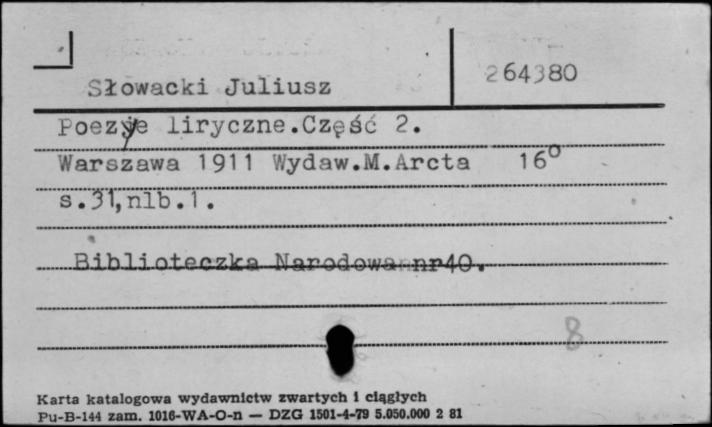 Słowacki Juliusz
264380
Poezye liryczne.Część 2.
Warszawa 1911 Wydaw.M.Arcta 16°
s.31,nlb.1.
Biblioteczka Narodowa nr40.
8
Karta katalogowa wydawnictw zwartych i ciągłych
Pu-B-144 zam. 1016-WA-O-n — DZG 1501-4-79 5.050.000 2 81